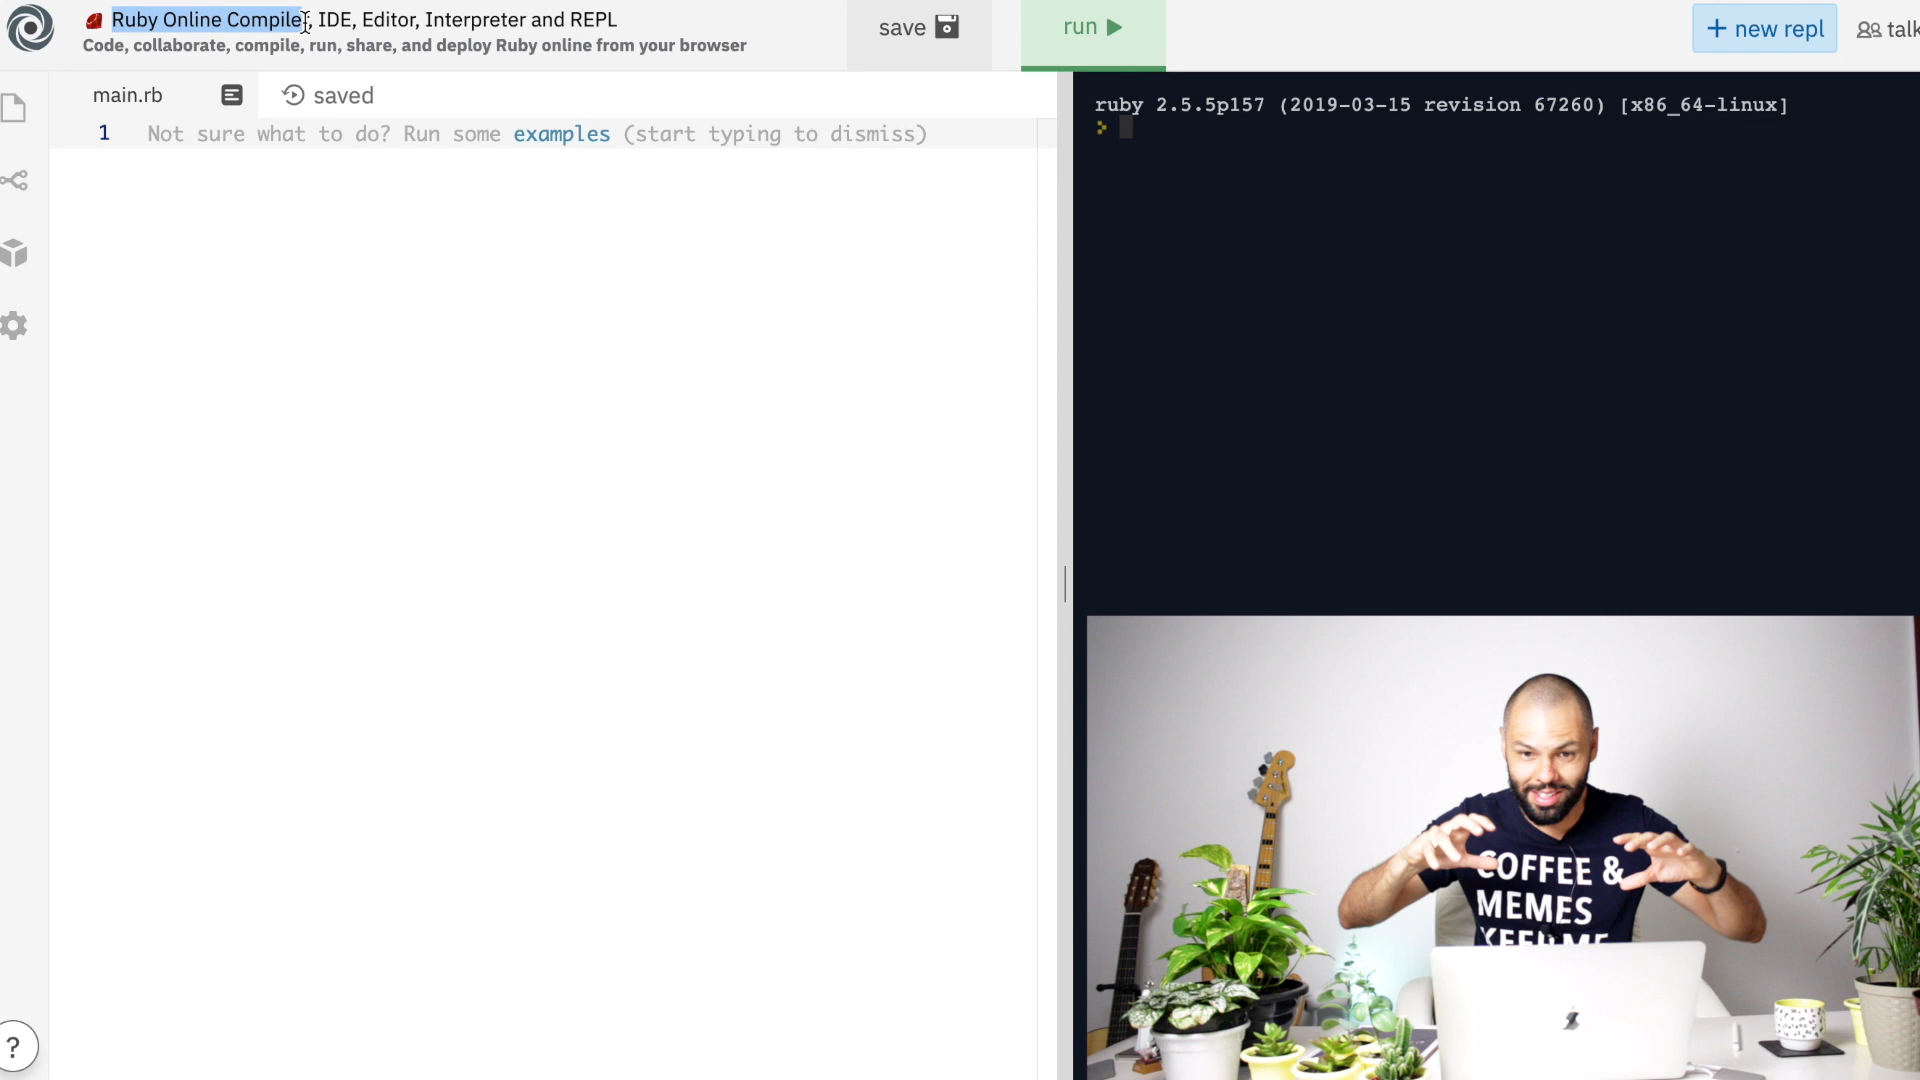 Ruby Online Compiler, IDE, Editor, Interpreter and REPL
Code, collaborate, compile, run, share, and deploy Ruby online from your browser
save
run
+ new repl
talk
main.rb
saved
1 Not sure what to do? Run some examples (start typing to dismiss)
ruby 2.5.5p157 (2019-03-15 revision 67260) [x86_64-linux]
COFFEE &
MEMES
?